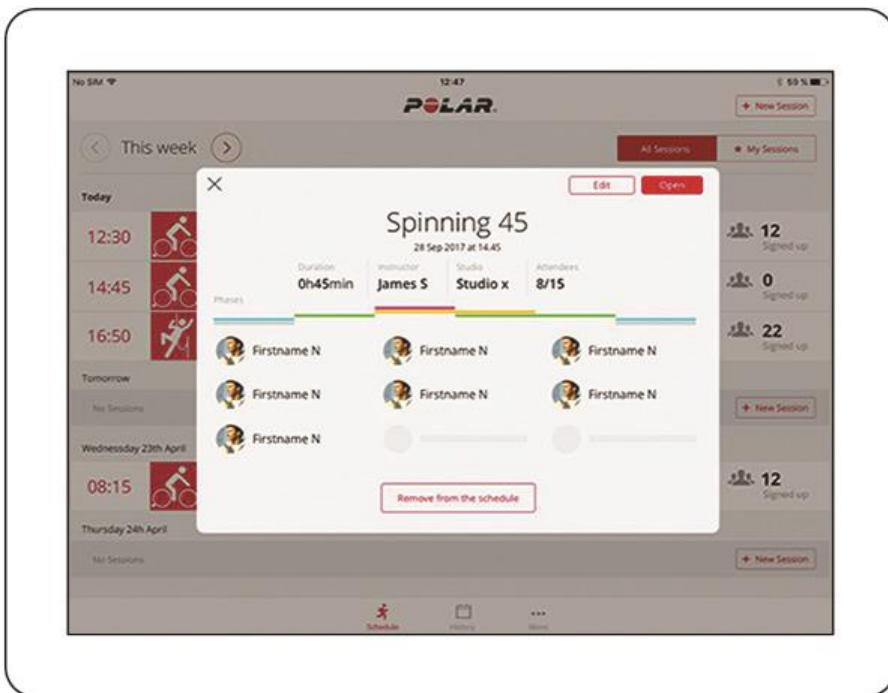 No SIM 12:47 59 %
POLAR
+ New Session
This week All Sessions My Sessions
Edit Open
Today
Spinning 45
28 Sep 2017 at 14.45
12:30 12
Signed up
Duration Instructor Studio Attendees
0h45min James S Studio x 8/15
14:45 0
Signed up
Phases
16:50 22
Signed up
Firstname N Firstname N Firstname N
Tomorrow
Firstname N Firstname N Firstname N
No Sessions + New Session
Firstname N
Wednesday 23th April
08:15 12
Signed up
Remove from the schedule
Thursday 24h April
No Sessions + New Session
Schedule History More